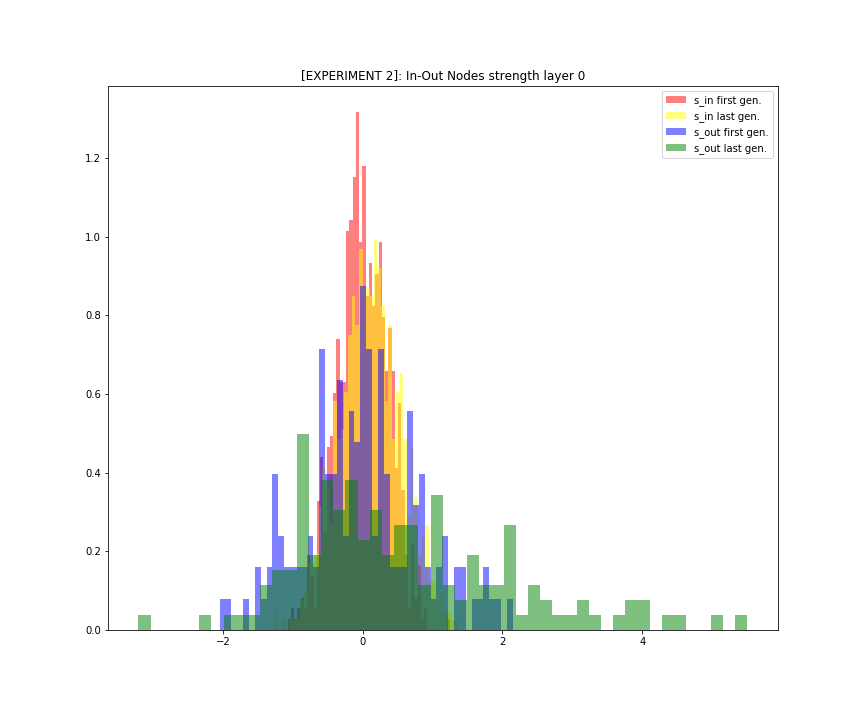 [EXPERIMENT 2]: In-Out Nodes strength layer 0
s_in first gen.
s_in last gen.
s_out first gen.
s_out last gen.
1.2
1.0
0.8
0.6
0.4
0.2
0.0
−2
0
2
4